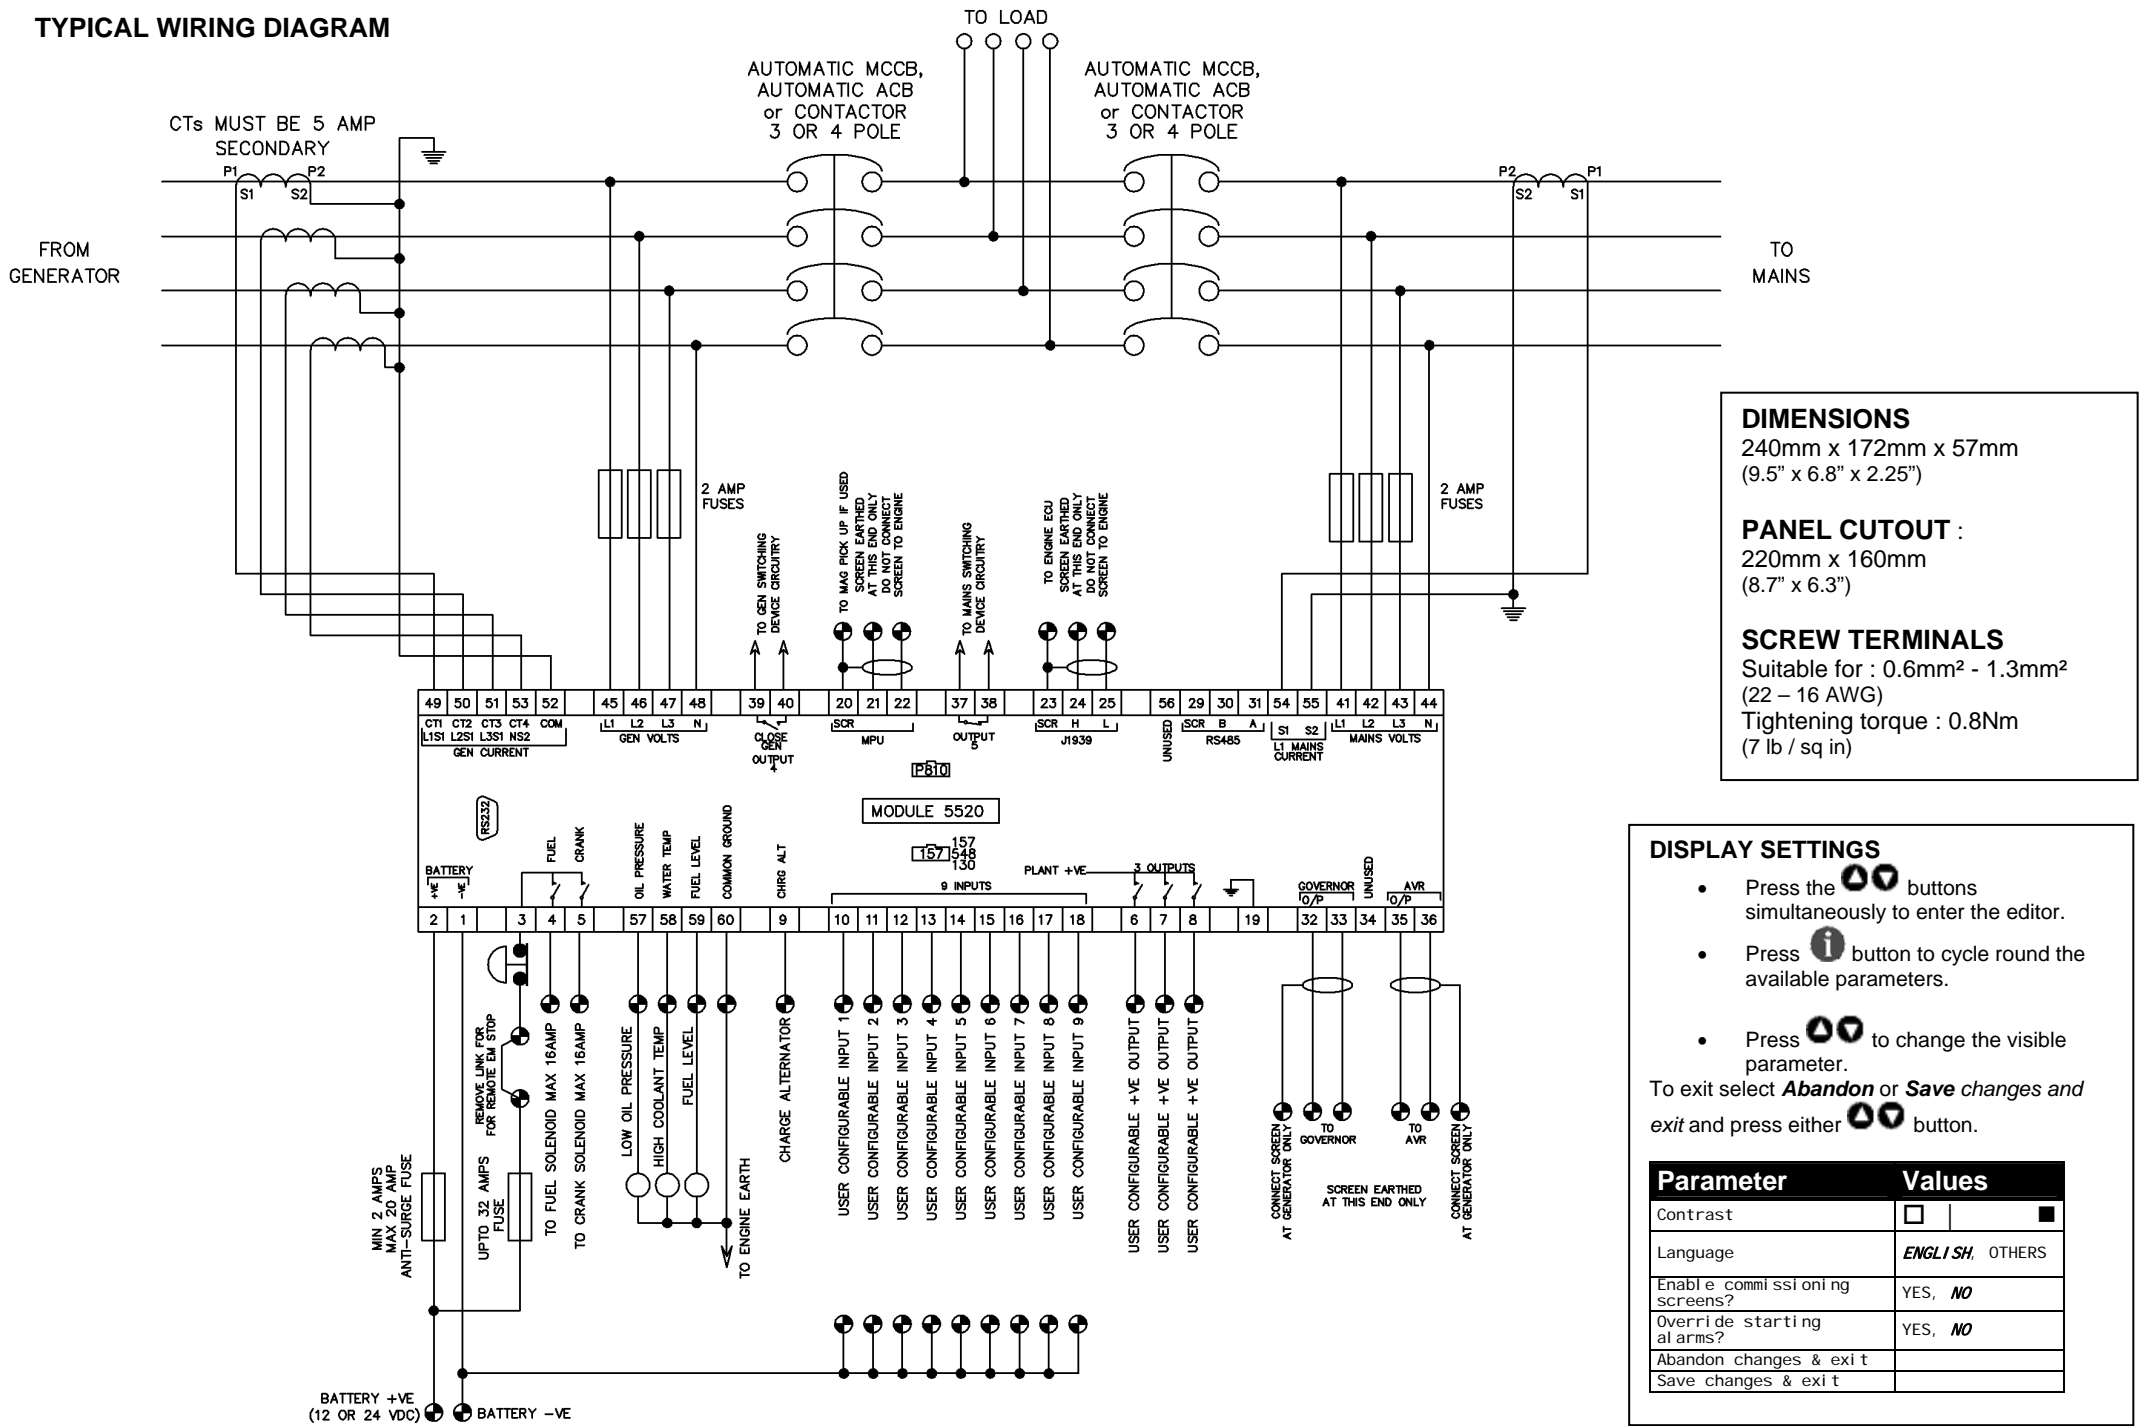 TYPICAL WIRING DIAGRAM
TO LOAD
AUTOMATIC MCCB,
AUTOMATIC ACB
or CONTACTOR
3 OR 4 POLE
AUTOMATIC MCCB,
AUTOMATIC ACB
or CONTACTOR
3 OR 4 POLE
CTs MUST BE 5 AMP
SECONDARY
P1 P2
S1 S2
P2 P1
S2 S1
FROM
GENERATOR
TO
MAINS
2 AMP
FUSES
2 AMP
FUSES
TO GEN SWITCHING
DEVICE CIRCUITRY
TO MAG PICK UP IF USED
SCREEN EARTHED
AT THIS END ONLY
DO NOT CONNECT
SCREEN TO ENGINE
TO MAINS SWITCHING
DEVICE CIRCUITRY
TO ENGINE ECU
SCREEN EARTHED
AT THIS END ONLY
DO NOT CONNECT
SCREEN TO ENGINE
49 50 51 53 52 45 46 47 48 39 40 20 21 22 37 38 23 24 25 56 29 30 31 54 55 41 42 43 44
CT1 CT2 CT3 CT4 COM
L1S1 L2S1 L3S1 NS2
GEN CURRENT
L1 L2 L3 N
GEN VOLTS
CLOSE
GEN
OUTPUT
4
SCR
MPU
OUTPUT
5
SCR H L
J1939
UNUSED
SCR B A
RS485
S1 S2
L1 MAINS
CURRENT
L1 L2 L3 N
MAINS VOLTS
P810
MODULE 5520
RS232
157
157 548
130
BATTERY
+VE
-VE
FUEL
CRANK
OIL PRESSURE
WATER TEMP
FUEL LEVEL
COMMON GROUND
CHRG ALT
9 INPUTS
PLANT +VE
3 OUTPUTS
GOVERNOR
O/P
UNUSED
AVR
O/P
2 1 3 4 5 57 58 59 60 9 10 11 12 13 14 15 16 17 18 6 7 8 19 32 33 34 35 36
MIN 2 AMPS
MAX 20 AMP
ANTI-SURGE FUSE
REMOVE LINK FOR
FOR REMOTE EM STOP
UPTO 32 AMPS
FUSE
TO FUEL SOLENOID MAX 16AMP
TO CRANK SOLENOID MAX 16AMP
LOW OIL PRESSURE
HIGH COOLANT TEMP
FUEL LEVEL
TO ENGINE EARTH
CHARGE ALTERNATOR
USER CONFIGURABLE INPUT 1
USER CONFIGURABLE INPUT 2
USER CONFIGURABLE INPUT 3
USER CONFIGURABLE INPUT 4
USER CONFIGURABLE INPUT 5
USER CONFIGURABLE INPUT 6
USER CONFIGURABLE INPUT 7
USER CONFIGURABLE INPUT 8
USER CONFIGURABLE INPUT 9
USER CONFIGURABLE +VE OUTPUT
USER CONFIGURABLE +VE OUTPUT
USER CONFIGURABLE +VE OUTPUT
CONNECT SCREEN
AT GENERATOR ONLY
TO
GOVERNOR
TO
AVR
CONNECT SCREEN
AT GENERATOR ONLY
SCREEN EARTHED
AT THIS END ONLY
BATTERY +VE
(12 OR 24 VDC)
BATTERY -VE
DIMENSIONS
240mm x 172mm x 57mm
(9.5” x 6.8” x 2.25”)
PANEL CUTOUT :
220mm x 160mm
(8.7” x 6.3”)
SCREW TERMINALS
Suitable for : 0.6mm² - 1.3mm²
(22 – 16 AWG)
Tightening torque : 0.8Nm
(7 lb / sq in)
DISPLAY SETTINGS
• Press the buttons
simultaneously to enter the editor.
• Press i button to cycle round the
available parameters.
• Press to change the visible
parameter.
To exit select Abandon or Save changes and
exit and press either button.
Parameter Values
Contrast
Language ENGLISH, OTHERS
Enable commissioning
screens? YES, NO
Override starting
alarms? YES, NO
Abandon changes & exit
Save changes & exit